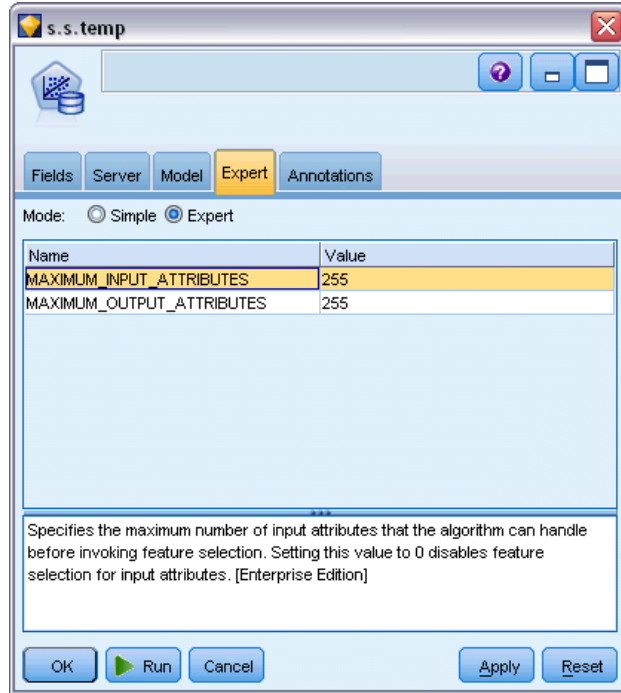 s.s.temp
Fields Server Model Expert Annotations
Mode: Simple Expert
Name Value
MAXIMUM_INPUT_ATTRIBUTES 255
MAXIMUM_OUTPUT_ATTRIBUTES 255
Specifies the maximum number of input attributes that the algorithm can handle
before invoking feature selection. Setting this value to 0 disables feature
selection for input attributes. [Enterprise Edition]
OK Run Cancel Apply Reset